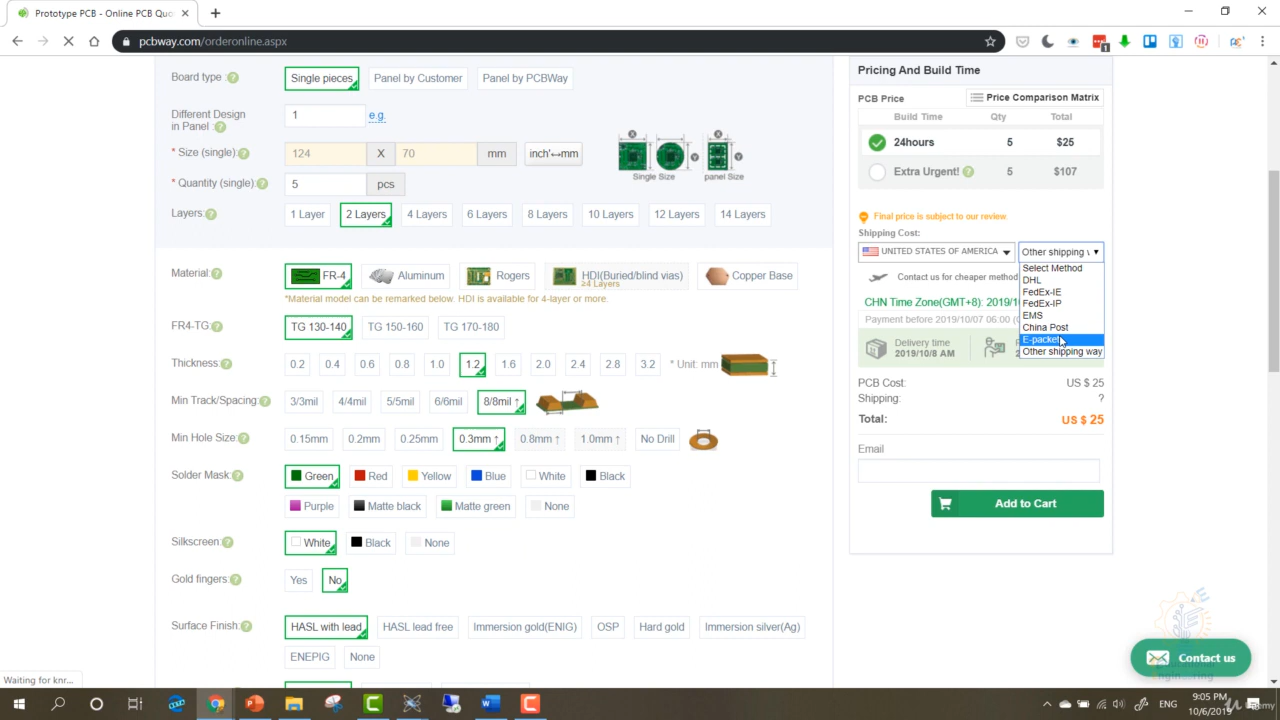 Prototype PCB - Online PCB Quo
pcbway.com/orderonline.aspx
1
Board type ?
Single pieces
Panel by Customer
Panel by PCBWay
Different Design
in Panel ?
1
e.g.
* Size (single): ?
124
X
70
mm
inch'↔mm
X
Y
X
Y
Single Size
panel Size
* Quantity (single): ?
5
pcs
Layers: ?
1 Layer
2 Layers
4 Layers
6 Layers
8 Layers
10 Layers
12 Layers
14 Layers
Material: ?
FR-4
Aluminum
Rogers
HDI(Buried/blind vias)
≥4 Layers
Copper Base
*Material model can be remarked below. HDI is available for 4-layer or more.
FR4-TG: ?
TG 130-140
TG 150-160
TG 170-180
Thickness: ?
0.2
0.4
0.6
0.8
1.0
1.2
1.6
2.0
2.4
2.8
3.2
* Unit: mm
Min Track/Spacing: ?
3/3mil
4/4mil
5/5mil
6/6mil
8/8mil ↑
Min Hole Size: ?
0.15mm
0.2mm
0.25mm
0.3mm ↑
0.8mm ↑
1.0mm ↑
No Drill
Solder Mask: ?
Green
Red
Yellow
Blue
White
Black
Purple
Matte black
Matte green
None
Silkscreen: ?
White
Black
None
Gold fingers: ?
Yes
No
Surface Finish: ?
HASL with lead
HASL lead free
Immersion gold(ENIG)
OSP
Hard gold
Immersion silver(Ag)
ENEPIG
None
Pricing And Build Time
PCB Price
Price Comparison Matrix
Build Time
Qty
Total
24hours
5
$25
Extra Urgent! ?
5
$107
Final price is subject to our review.
Shipping Cost:
UNITED STATES OF AMERICA
Other shipping
Select Method
DHL
FedEx-IE
FedEx-IP
EMS
China Post
E-packet
Other shipping way
Contact us for cheaper method
CHN Time Zone(GMT+8): 2019/1
Payment before 2019/10/07 06:00 (
Delivery time
2019/10/8 AM
PCB Cost:
US $ 25
Shipping:
?
Total:
US $ 25
Email
Add to Cart
Contact us
Waiting for knr...
ENG
9:05 PM
10/6/2019
Udemy